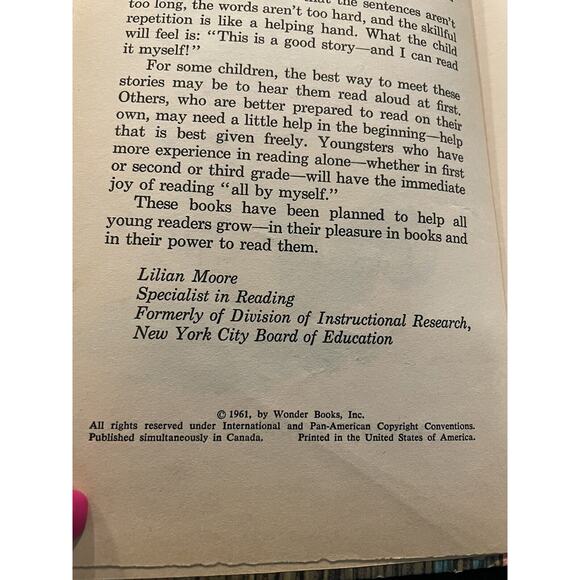 that the sentences aren't
too long, the words aren't too hard, and the skillful
repetition is like a helping hand. What the child
will feel is: "This is a good story—and I can read
it myself!"
For some children, the best way to meet these
stories may be to hear them read aloud at first.
Others, who are better prepared to read on their
own, may need a little help in the beginning—help
that is best given freely. Youngsters who have
more experience in reading alone—whether in first
or second or third grade—will have the immediate
joy of reading "all by myself."
These books have been planned to help all
young readers grow—in their pleasure in books and
in their power to read them.
Lilian Moore
Specialist in Reading
Formerly of Division of Instructional Research,
New York City Board of Education
© 1961, by Wonder Books, Inc.
All rights reserved under International and Pan-American Copyright Conventions.
Published simultaneously in Canada. Printed in the United States of America.